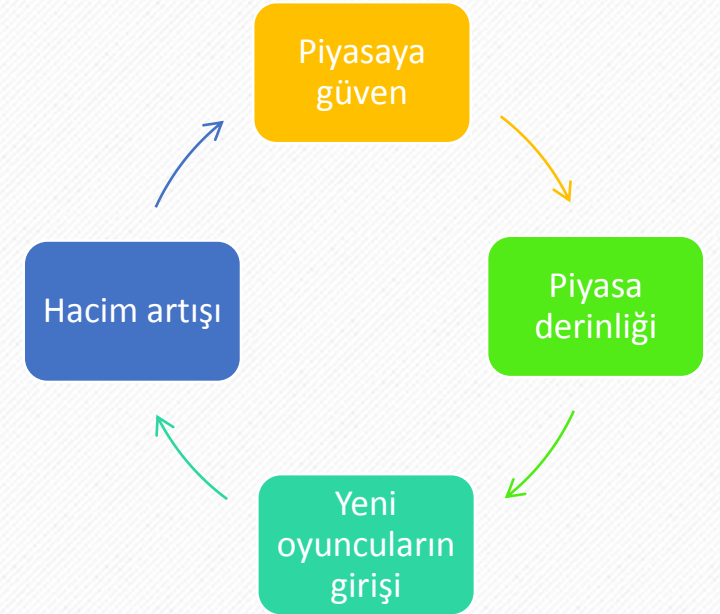 Piyasaya
güven
Piyasa
derinliği
Yeni
oyuncuların
girişi
Hacim artışı